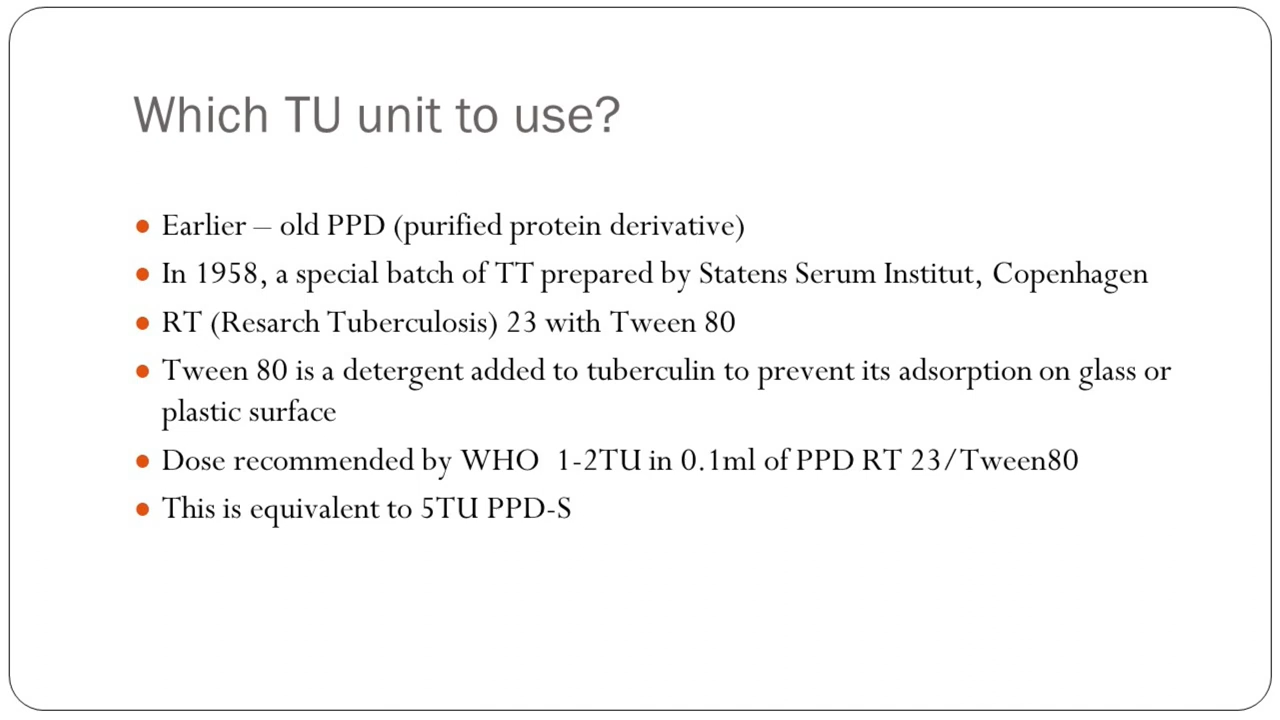 Which TU unit to use?
• Earlier – old PPD (purified protein derivative)
• In 1958, a special batch of TT prepared by Statens Serum Institut, Copenhagen
• RT (Resarch Tuberculosis) 23 with Tween 80
• Tween 80 is a detergent added to tuberculin to prevent its adsorption on glass or
plastic surface
• Dose recommended by WHO  1-2TU in 0.1ml of PPD RT 23/Tween80
• This is equivalent to 5TU PPD-S